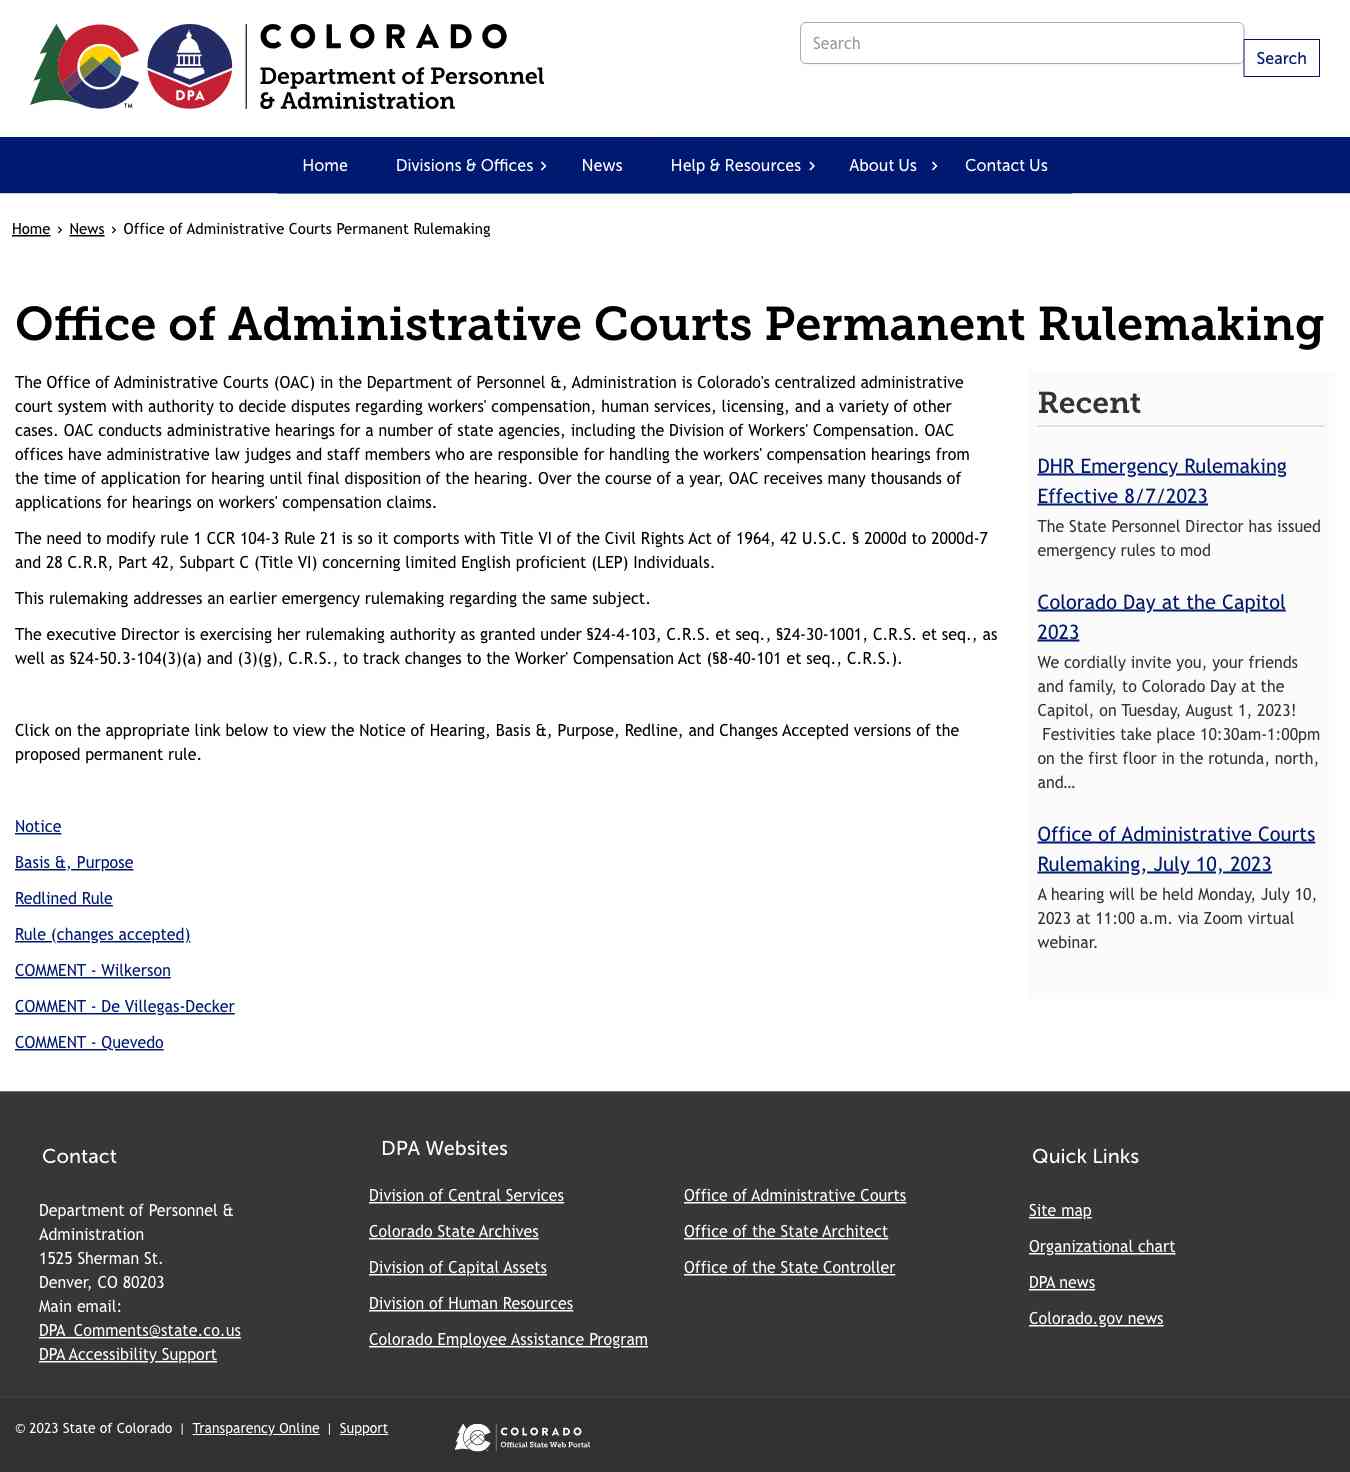 COLORADO
Department of Personnel
& Administration
DPA
TM
Search
Search
Home
Divisions & Offices ›
News
Help & Resources ›
About Us ›
Contact Us
Home › News › Office of Administrative Courts Permanent Rulemaking
Office of Administrative Courts Permanent Rulemaking
The Office of Administrative Courts (OAC) in the Department of Personnel &, Administration is Colorado's centralized administrative
court system with authority to decide disputes regarding workers' compensation, human services, licensing, and a variety of other
cases. OAC conducts administrative hearings for a number of state agencies, including the Division of Workers' Compensation. OAC
offices have administrative law judges and staff members who are responsible for handling the workers' compensation hearings from
the time of application for hearing until final disposition of the hearing. Over the course of a year, OAC receives many thousands of
applications for hearings on workers' compensation claims.
The need to modify rule 1 CCR 104-3 Rule 21 is so it comports with Title VI of the Civil Rights Act of 1964, 42 U.S.C. § 2000d to 2000d-7
and 28 C.R.R, Part 42, Subpart C (Title VI) concerning limited English proficient (LEP) Individuals.
This rulemaking addresses an earlier emergency rulemaking regarding the same subject.
The executive Director is exercising her rulemaking authority as granted under §24-4-103, C.R.S. et seq., §24-30-1001, C.R.S. et seq., as
well as §24-50.3-104(3)(a) and (3)(g), C.R.S., to track changes to the Worker' Compensation Act (§8-40-101 et seq., C.R.S.).
Click on the appropriate link below to view the Notice of Hearing, Basis &, Purpose, Redline, and Changes Accepted versions of the
proposed permanent rule.
Notice
Basis &, Purpose
Redlined Rule
Rule (changes accepted)
COMMENT - Wilkerson
COMMENT - De Villegas-Decker
COMMENT - Quevedo
Recent
DHR Emergency Rulemaking
Effective 8/7/2023
The State Personnel Director has issued
emergency rules to mod
Colorado Day at the Capitol
2023
We cordially invite you, your friends
and family, to Colorado Day at the
Capitol, on Tuesday, August 1, 2023!
Festivities take place 10:30am-1:00pm
on the first floor in the rotunda, north,
and…
Office of Administrative Courts
Rulemaking, July 10, 2023
A hearing will be held Monday, July 10,
2023 at 11:00 a.m. via Zoom virtual
webinar.
Contact
Department of Personnel &
Administration
1525 Sherman St.
Denver, CO 80203
Main email:
DPA_Comments@state.co.us
DPA Accessibility Support
DPA Websites
Division of Central Services
Colorado State Archives
Division of Capital Assets
Division of Human Resources
Colorado Employee Assistance Program
Office of Administrative Courts
Office of the State Architect
Office of the State Controller
Quick Links
Site map
Organizational chart
DPA news
Colorado.gov news
© 2023 State of Colorado | Transparency Online | Support
COLORADO
Official State Web Portal